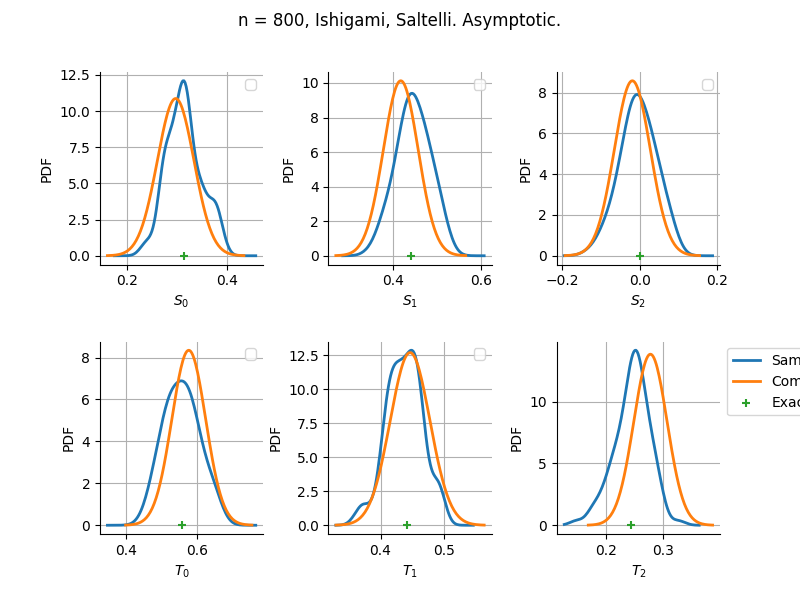 n = 800, Ishigami, Saltelli. Asymptotic.
12.5
10.0
7.5
5.0
2.5
0.0
PDF
0.2
0.4
S0
10
8
6
4
2
0
PDF
0.4
0.6
S1
8
6
4
2
0
PDF
−0.2
0.0
0.2
S2
8
6
4
2
0
PDF
0.4
0.6
T0
12.5
10.0
7.5
5.0
2.5
0.0
PDF
0.4
0.5
T1
10
5
0
PDF
0.2
0.3
T2
Sam
Com
Exac